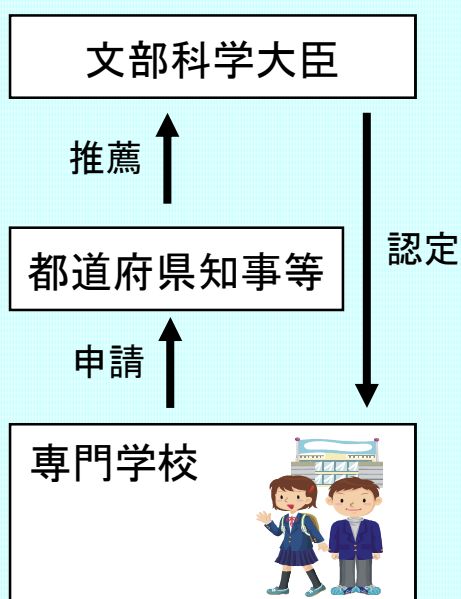 文部科学大臣
推薦
認定
都道府県知事等
申請
専門学校